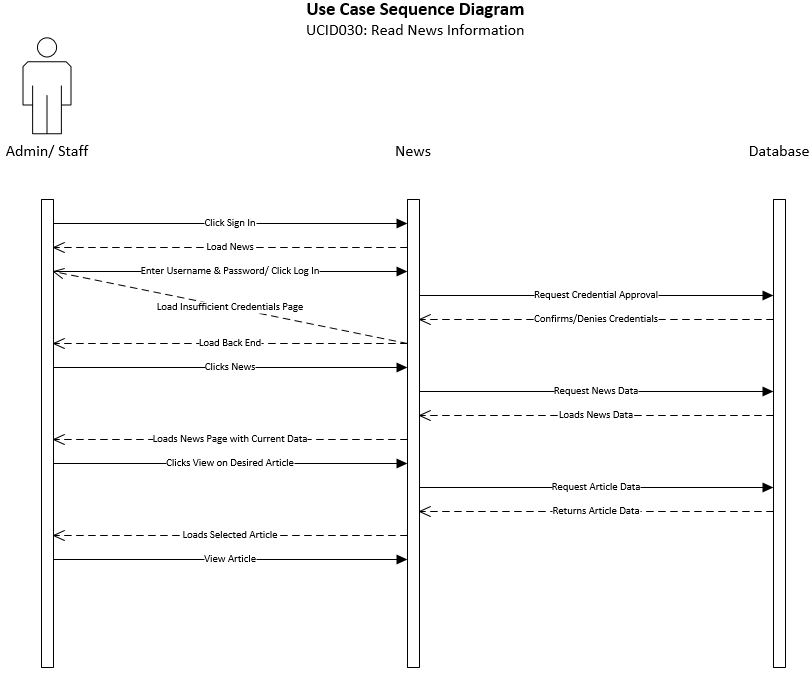 Use Case Sequence Diagram
UCID030: Read News Information
Admin/ Staff
News
Database
Click Sign In
Load News
Enter Username & Password/ Click Log In
Request Credential Approval
Load Insufficient Credentials Page
Confirms/Denies Credentials
Load Back End
Clicks News
Request News Data
Loads News Data
Loads News Page with Current Data
Clicks View on Desired Article
Request Article Data
Returns Article Data
Loads Selected Article
View Article